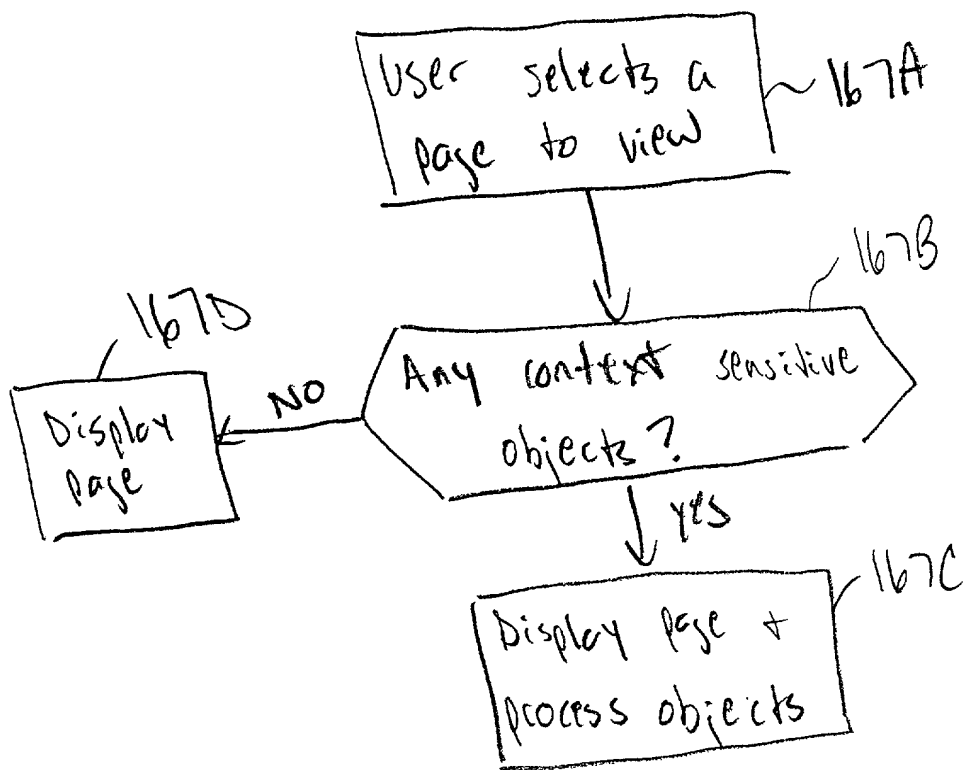 User selects a
page to view
167A
167B
Any context sensitive
objects?
NO
167D
Display
page
yes
167C
Display page +
process objects